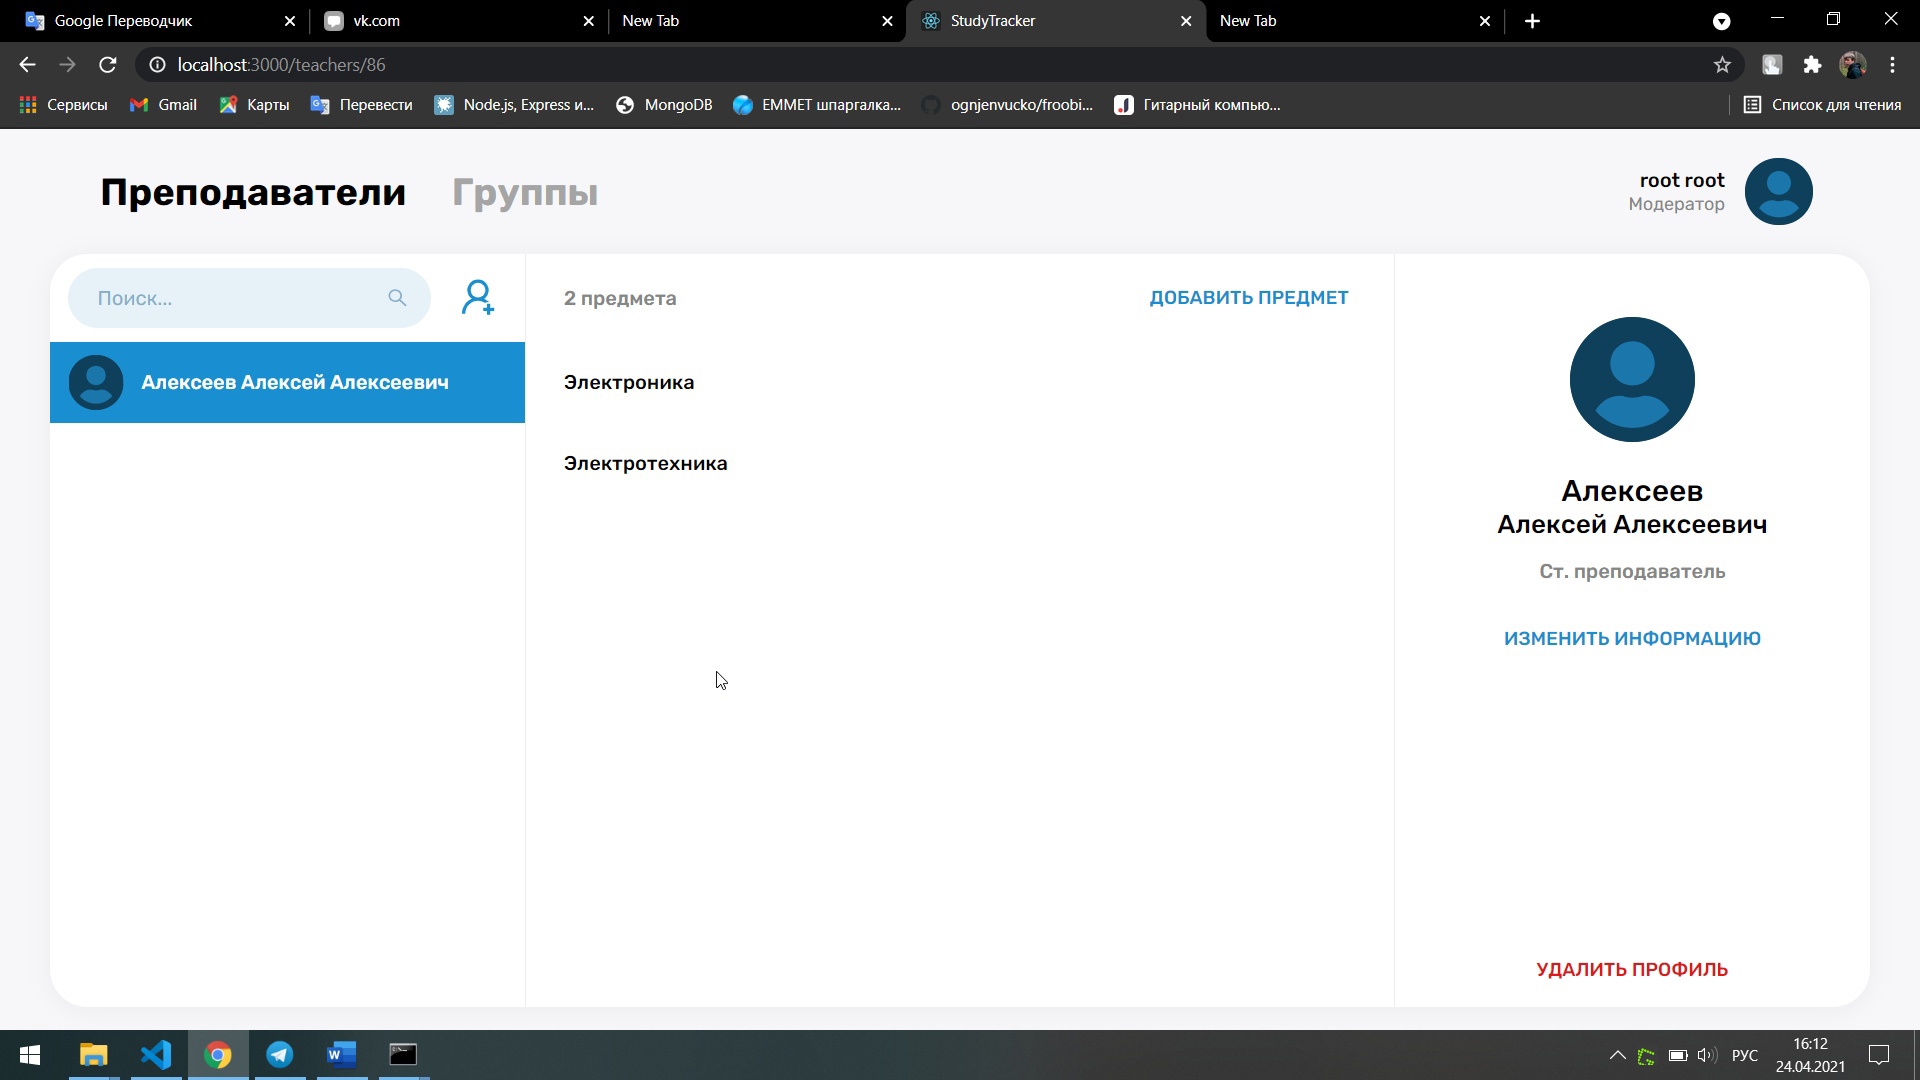 Google Переводчик
vk.com
New Tab
StudyTracker
New Tab
localhost:3000/teachers/86
Сервисы
Gmail
Карты
Перевести
Node.js, Express и...
MongoDB
EMMET шпаргалка...
ognjenvucko/froobi...
Гитарный компью...
Список для чтения
Преподаватели
Группы
root root
Модератор
Поиск...
2 предмета
ДОБАВИТЬ ПРЕДМЕТ
Алексеев Алексей Алексеевич
Электроника
Электротехника
Алексеев
Алексей Алексеевич
Ст. преподаватель
ИЗМЕНИТЬ ИНФОРМАЦИЮ
УДАЛИТЬ ПРОФИЛЬ
РУС
16:12
24.04.2021